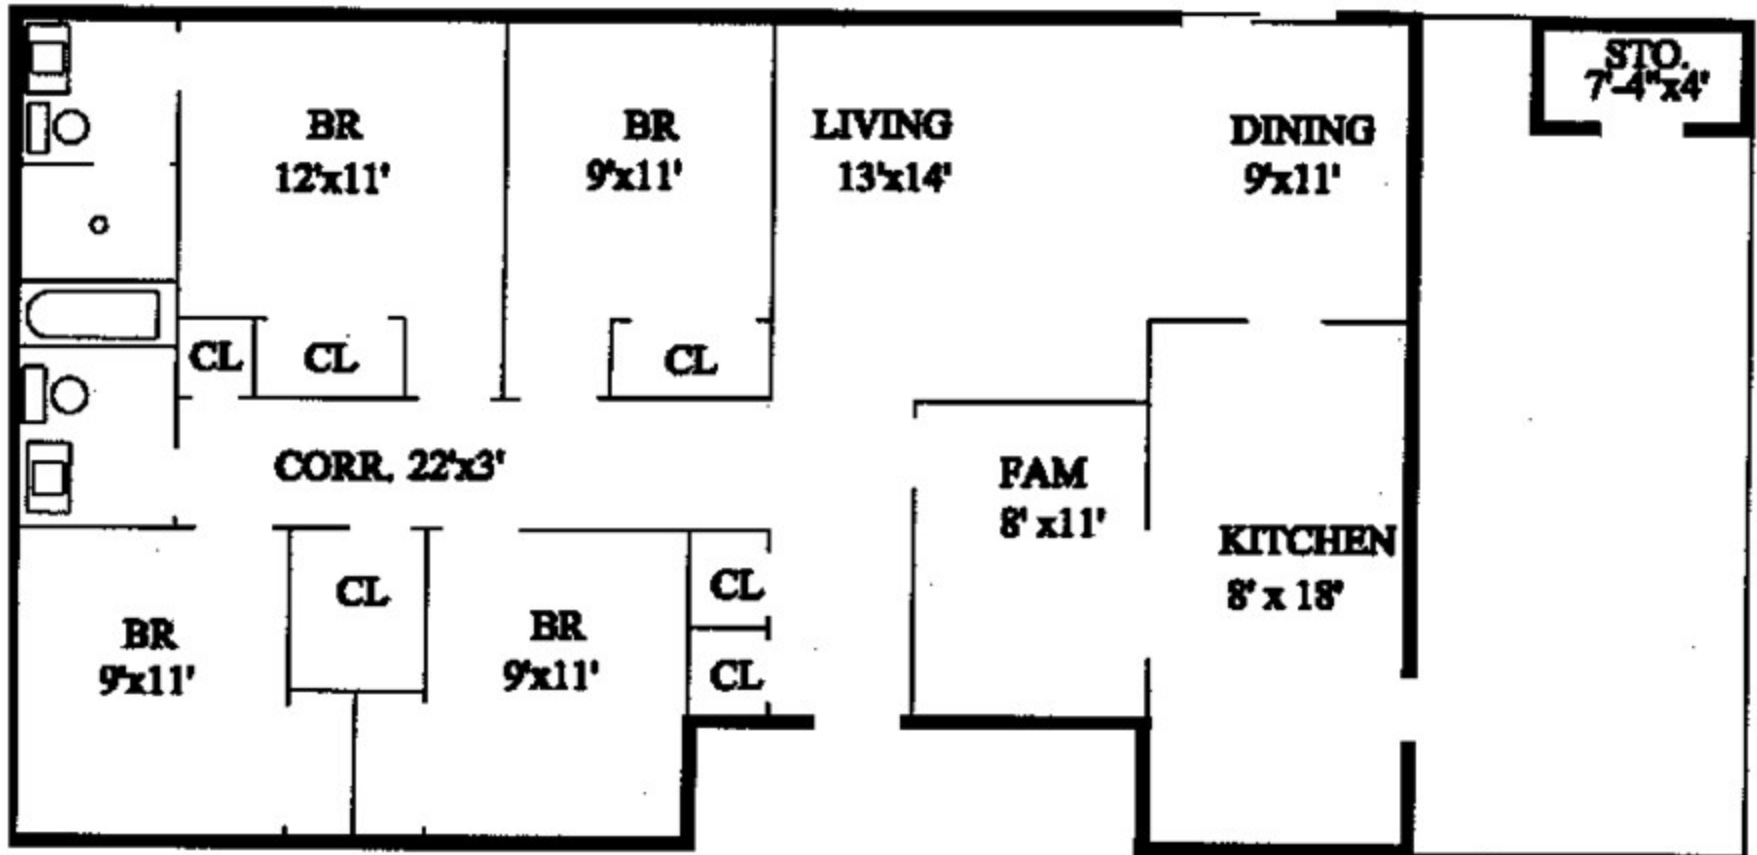 STO.
7'-4"x4'
BR
12'x11'
BR
9'x11'
LIVING
13'x14'
DINING
9'x11'
CL
CL
CL
CORR. 22'x3'
FAM
8' x11'
KITCHEN
8' x 18'
BR
9'x11'
CL
BR
9'x11'
CL
CL